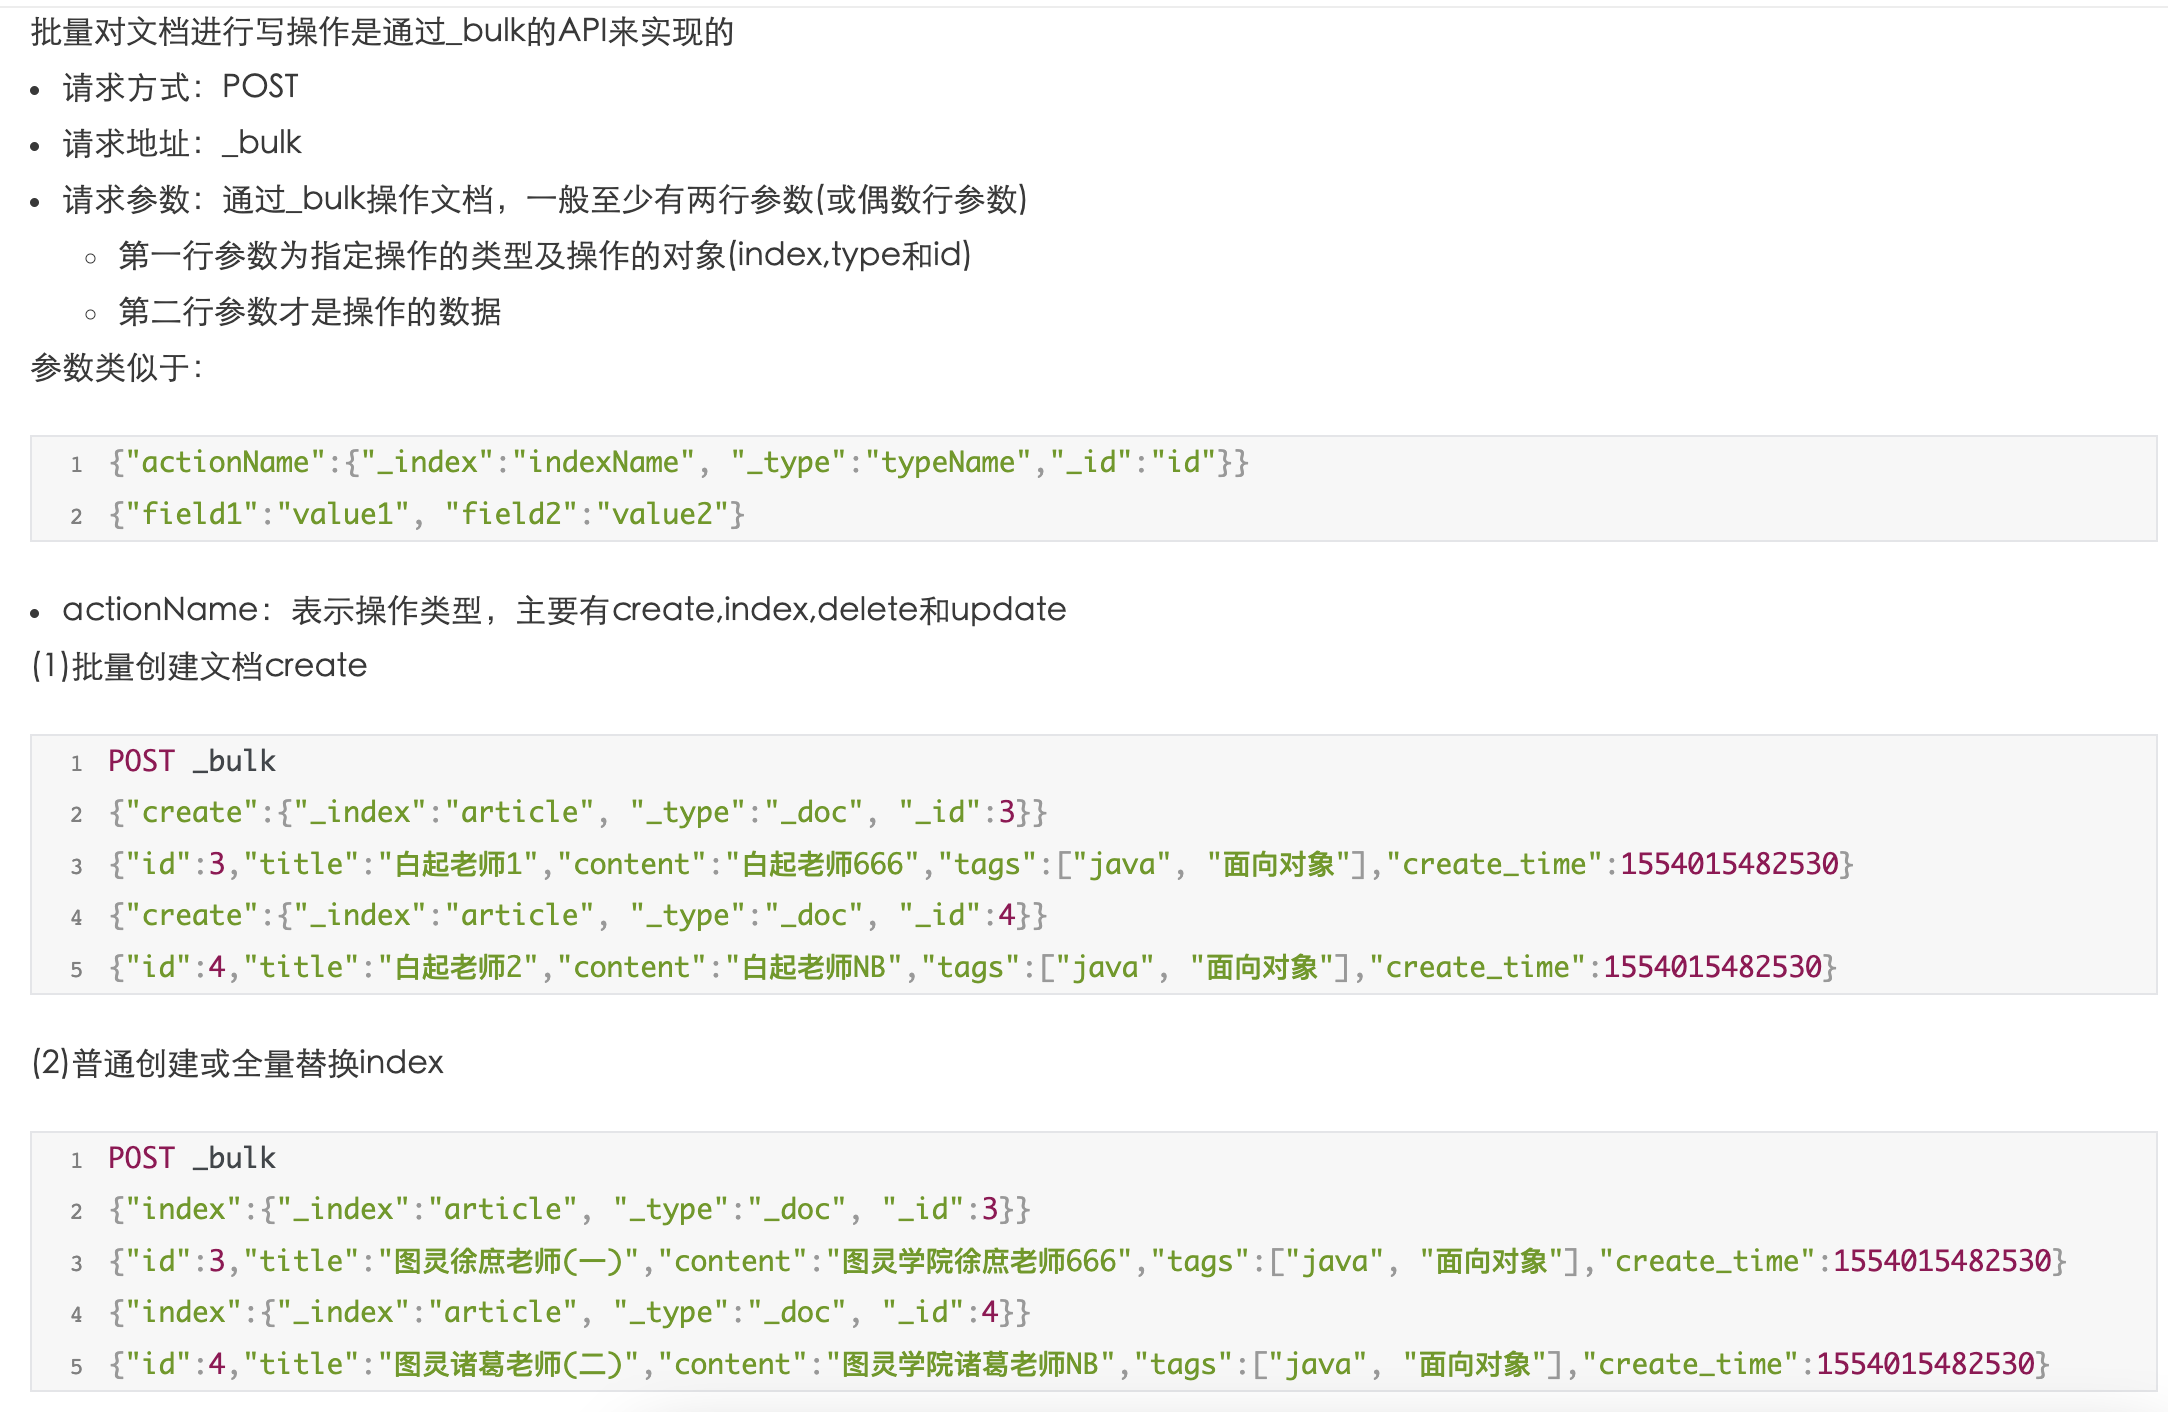 批量对文档进行写操作是通过_bulk的API来实现的
• 请求方式：POST
• 请求地址：_bulk
• 请求参数：通过_bulk操作文档，一般至少有两行参数(或偶数行参数)
◦ 第一行参数为指定操作的类型及操作的对象(index,type和id)
◦ 第二行参数才是操作的数据
参数类似于：
1 {"actionName":{"_index":"indexName", "_type":"typeName","_id":"id"}}
2 {"field1":"value1", "field2":"value2"}
• actionName：表示操作类型，主要有create,index,delete和update
(1)批量创建文档create
1 POST _bulk
2 {"create":{"_index":"article", "_type":"_doc", "_id":3}}
3 {"id":3,"title":"白起老师1","content":"白起老师666","tags":["java", "面向对象"],"create_time":1554015482530}
4 {"create":{"_index":"article", "_type":"_doc", "_id":4}}
5 {"id":4,"title":"白起老师2","content":"白起老师NB","tags":["java", "面向对象"],"create_time":1554015482530}
(2)普通创建或全量替换index
1 POST _bulk
2 {"index":{"_index":"article", "_type":"_doc", "_id":3}}
3 {"id":3,"title":"图灵徐庶老师(一)","content":"图灵学院徐庶老师666","tags":["java", "面向对象"],"create_time":1554015482530}
4 {"index":{"_index":"article", "_type":"_doc", "_id":4}}
5 {"id":4,"title":"图灵诸葛老师(二)","content":"图灵学院诸葛老师NB","tags":["java", "面向对象"],"create_time":1554015482530}